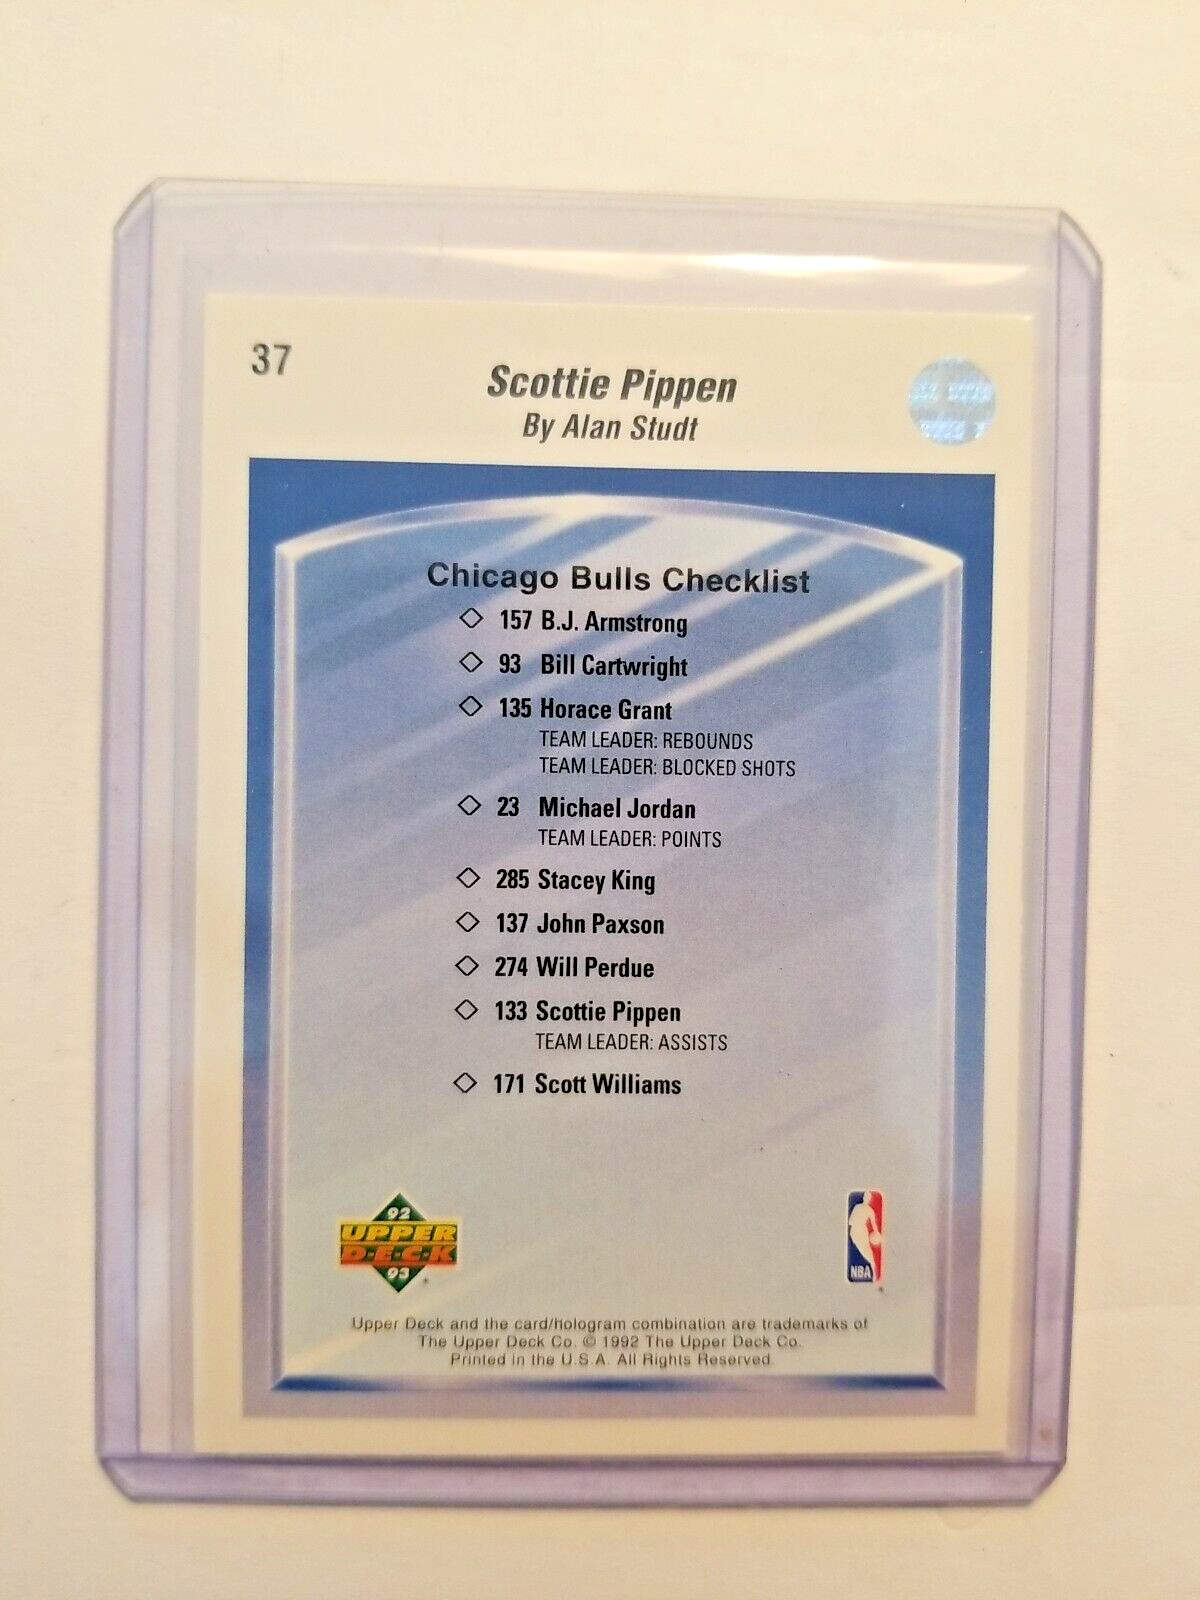 37
Scottie Pippen
By Alan Studt
Chicago Bulls Checklist
157 B.J. Armstrong
93 Bill Cartwright
135 Horace Grant
TEAM LEADER: REBOUNDS
TEAM LEADER: BLOCKED SHOTS
23 Michael Jordan
TEAM LEADER: POINTS
285 Stacey King
137 John Paxson
274 Will Perdue
133 Scottie Pippen
TEAM LEADER: ASSISTS
171 Scott Williams
92
UPPER
D·E·C·K
93
NBA
Upper Deck and the card/hologram combination are trademarks of
The Upper Deck Co. © 1992 The Upper Deck Co.
Printed in the U.S.A. All Rights Reserved.